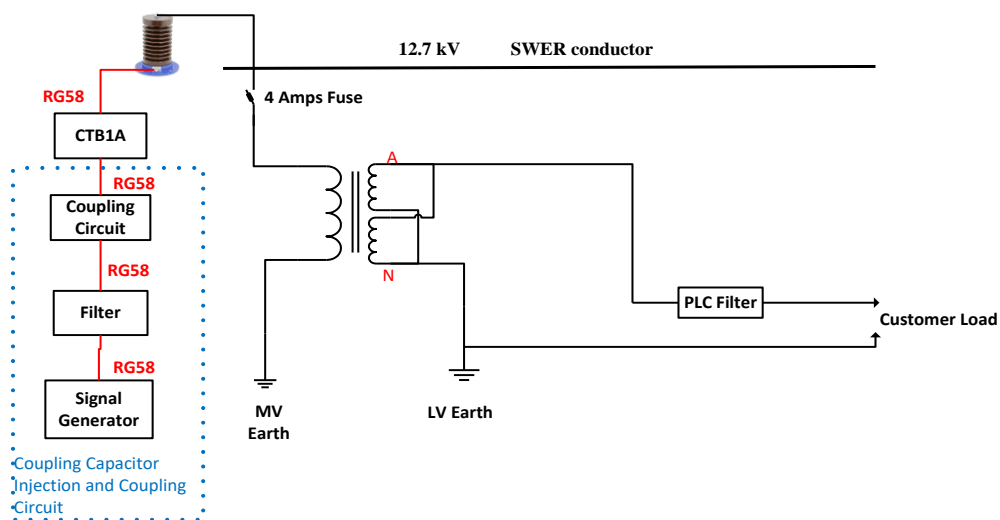 12.7 kV SWER conductor
RG58
4 Amps Fuse
CTB1A
RG58
Coupling
Circuit
RG58
Filter
RG58
Signal
Generator
Coupling Capacitor
Injection and Coupling
Circuit
A
N
MV
Earth
LV Earth
PLC Filter
Customer Load